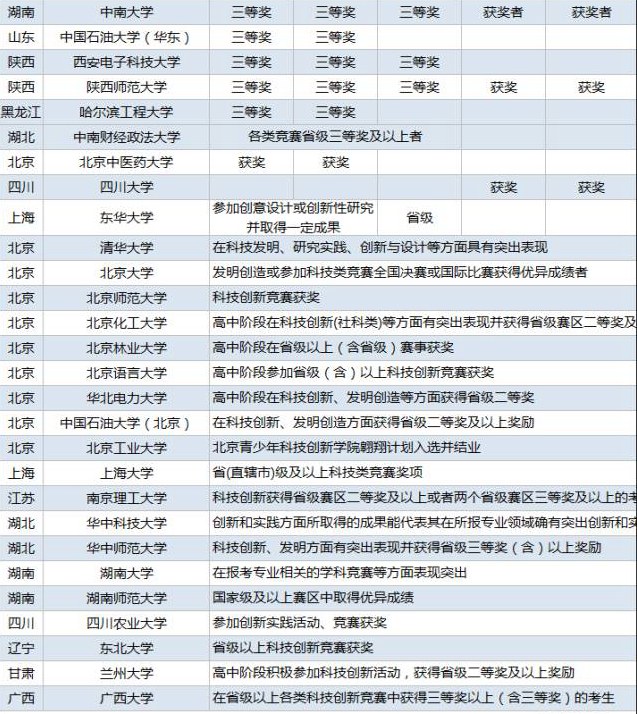 湖南 中南大学 三等奖 三等奖 三等奖 获奖者 获奖者
山东 中国石油大学（华东） 三等奖 三等奖
陕西 西安电子科技大学 三等奖 三等奖 三等奖
陕西 陕西师范大学 三等奖 三等奖 三等奖 获奖 获奖
黑龙江 哈尔滨工程大学 三等奖 三等奖
湖北 中南财经政法大学 各类竞赛省级三等奖及以上者
北京 北京中医药大学 获奖 获奖
四川 四川大学 获奖 获奖
上海 东华大学 参加创意设计或创新性研究 省级
并取得一定成果
北京 清华大学 在科技发明、研究实践、创新与设计等方面具有突出表现
北京 北京大学 发明创造或参加科技类竞赛全国决赛或国际比赛获得优异成绩者
北京 北京师范大学 科技创新竞赛获奖
北京 北京化工大学 高中阶段在科技创新(社科类)等方面有突出表现并获得省级赛区二等奖及
北京 北京林业大学 高中阶段在省级以上（含省级）赛事获奖
北京 北京语言大学 高中阶段参加省级（含）以上科技创新竞赛获奖
北京 华北电力大学 高中阶段在科技创新、发明创造等方面获得省级二等奖
北京 中国石油大学（北京） 在科技创新、发明创造方面获得省级二等奖及以上奖励
北京 北京工业大学 北京青少年科技创新学院翱翔计划入选并结业
上海 上海大学 省(直辖市)级及以上科技类竞赛奖项
江苏 南京理工大学 科技创新获得省级赛区二等奖及以上或者两个省级赛区三等奖及以上的考
湖北 华中科技大学 创新和实践方面所取得的成果能代表其在所报专业领域确有突出创新和实
湖北 华中师范大学 科技创新、发明方面有突出表现并获得省级三等奖（含）以上奖励
湖南 湖南大学 在报考专业相关的学科竞赛等方面表现突出
湖南 湖南师范大学 国家级及以上赛区中取得优异成绩
四川 四川农业大学 参加创新实践活动、竞赛获奖
辽宁 东北大学 省级以上科技创新竞赛获奖
甘肃 兰州大学 高中阶段积极参加科技创新活动，获得省级二等奖及以上奖励
广西 广西大学 在省级以上各类科技创新竞赛中获得三等奖以上（含三等奖）的考生